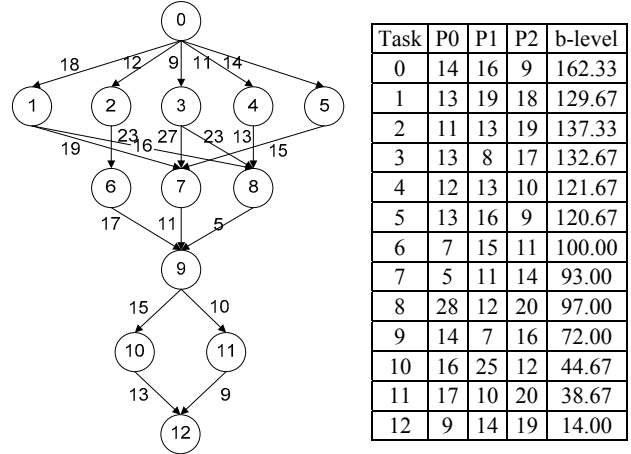 0
18 12 9 11 14
1 2 3 4 5
23 27 23 13
19 16 15
6 7 8
17 11 5
9
15 10
10 11
13 9
12
Task P0 P1 P2 b-level
0 14 16 9 162.33
1 13 19 18 129.67
2 11 13 19 137.33
3 13 8 17 132.67
4 12 13 10 121.67
5 13 16 9 120.67
6 7 15 11 100.00
7 5 11 14 93.00
8 28 12 20 97.00
9 14 7 16 72.00
10 16 25 12 44.67
11 17 10 20 38.67
12 9 14 19 14.00